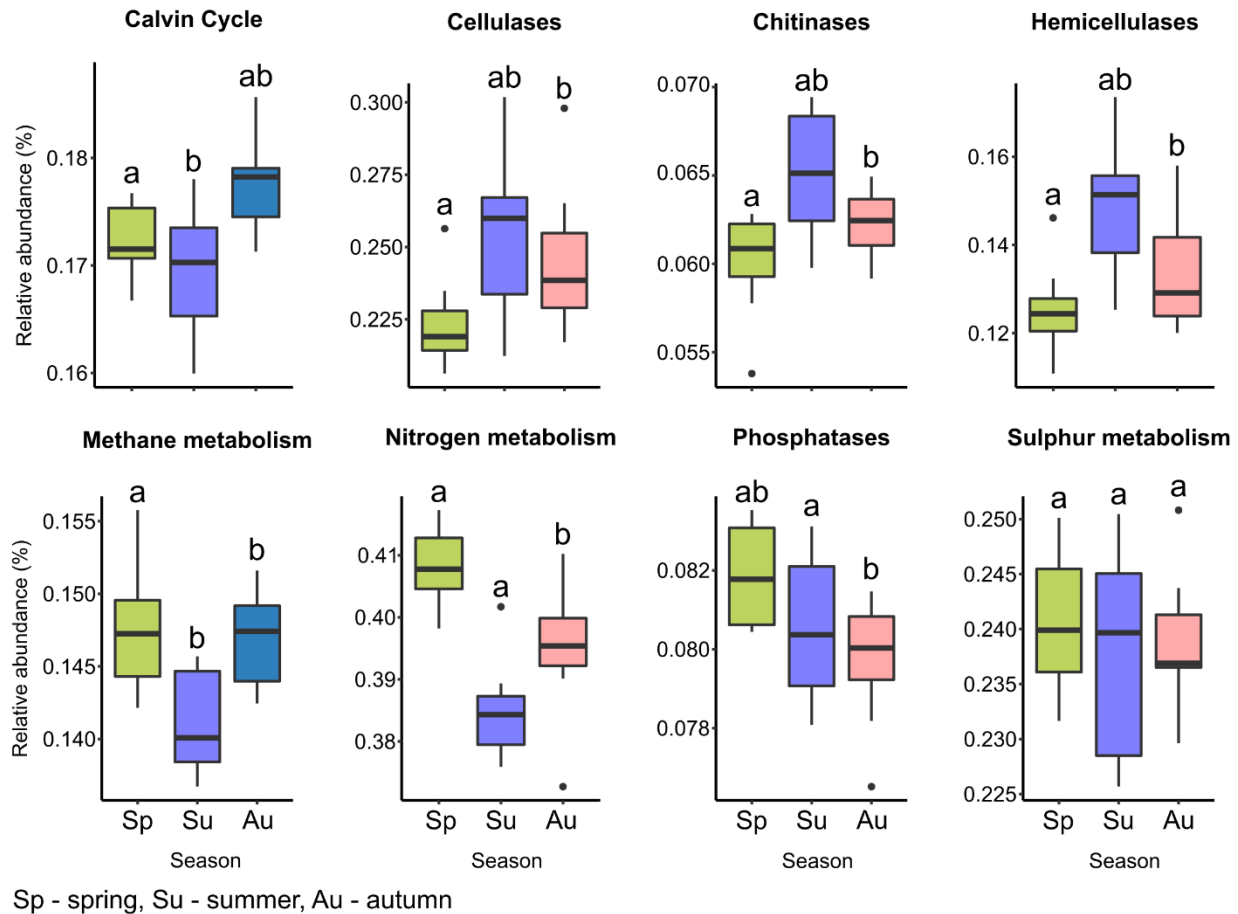 Calvin Cycle
Cellulases
Chitinases
Hemicellulases
Relative abundance (%)
0.18
0.17
0.16
a
b
ab
0.300
0.275
0.250
0.225
a
ab
b
0.070
0.065
0.060
0.055
a
ab
b
0.16
0.14
0.12
a
ab
b
Methane metabolism
Nitrogen metabolism
Phosphatases
Sulphur metabolism
Relative abundance (%)
0.155
0.150
0.145
0.140
a
b
b
0.41
0.40
0.39
0.38
a
a
b
0.082
0.080
0.078
ab
a
b
0.250
0.245
0.240
0.235
0.230
0.225
a
a
a
Sp Su Au
Sp Su Au
Sp Su Au
Sp Su Au
Season
Season
Season
Season
Sp - spring, Su - summer, Au - autumn